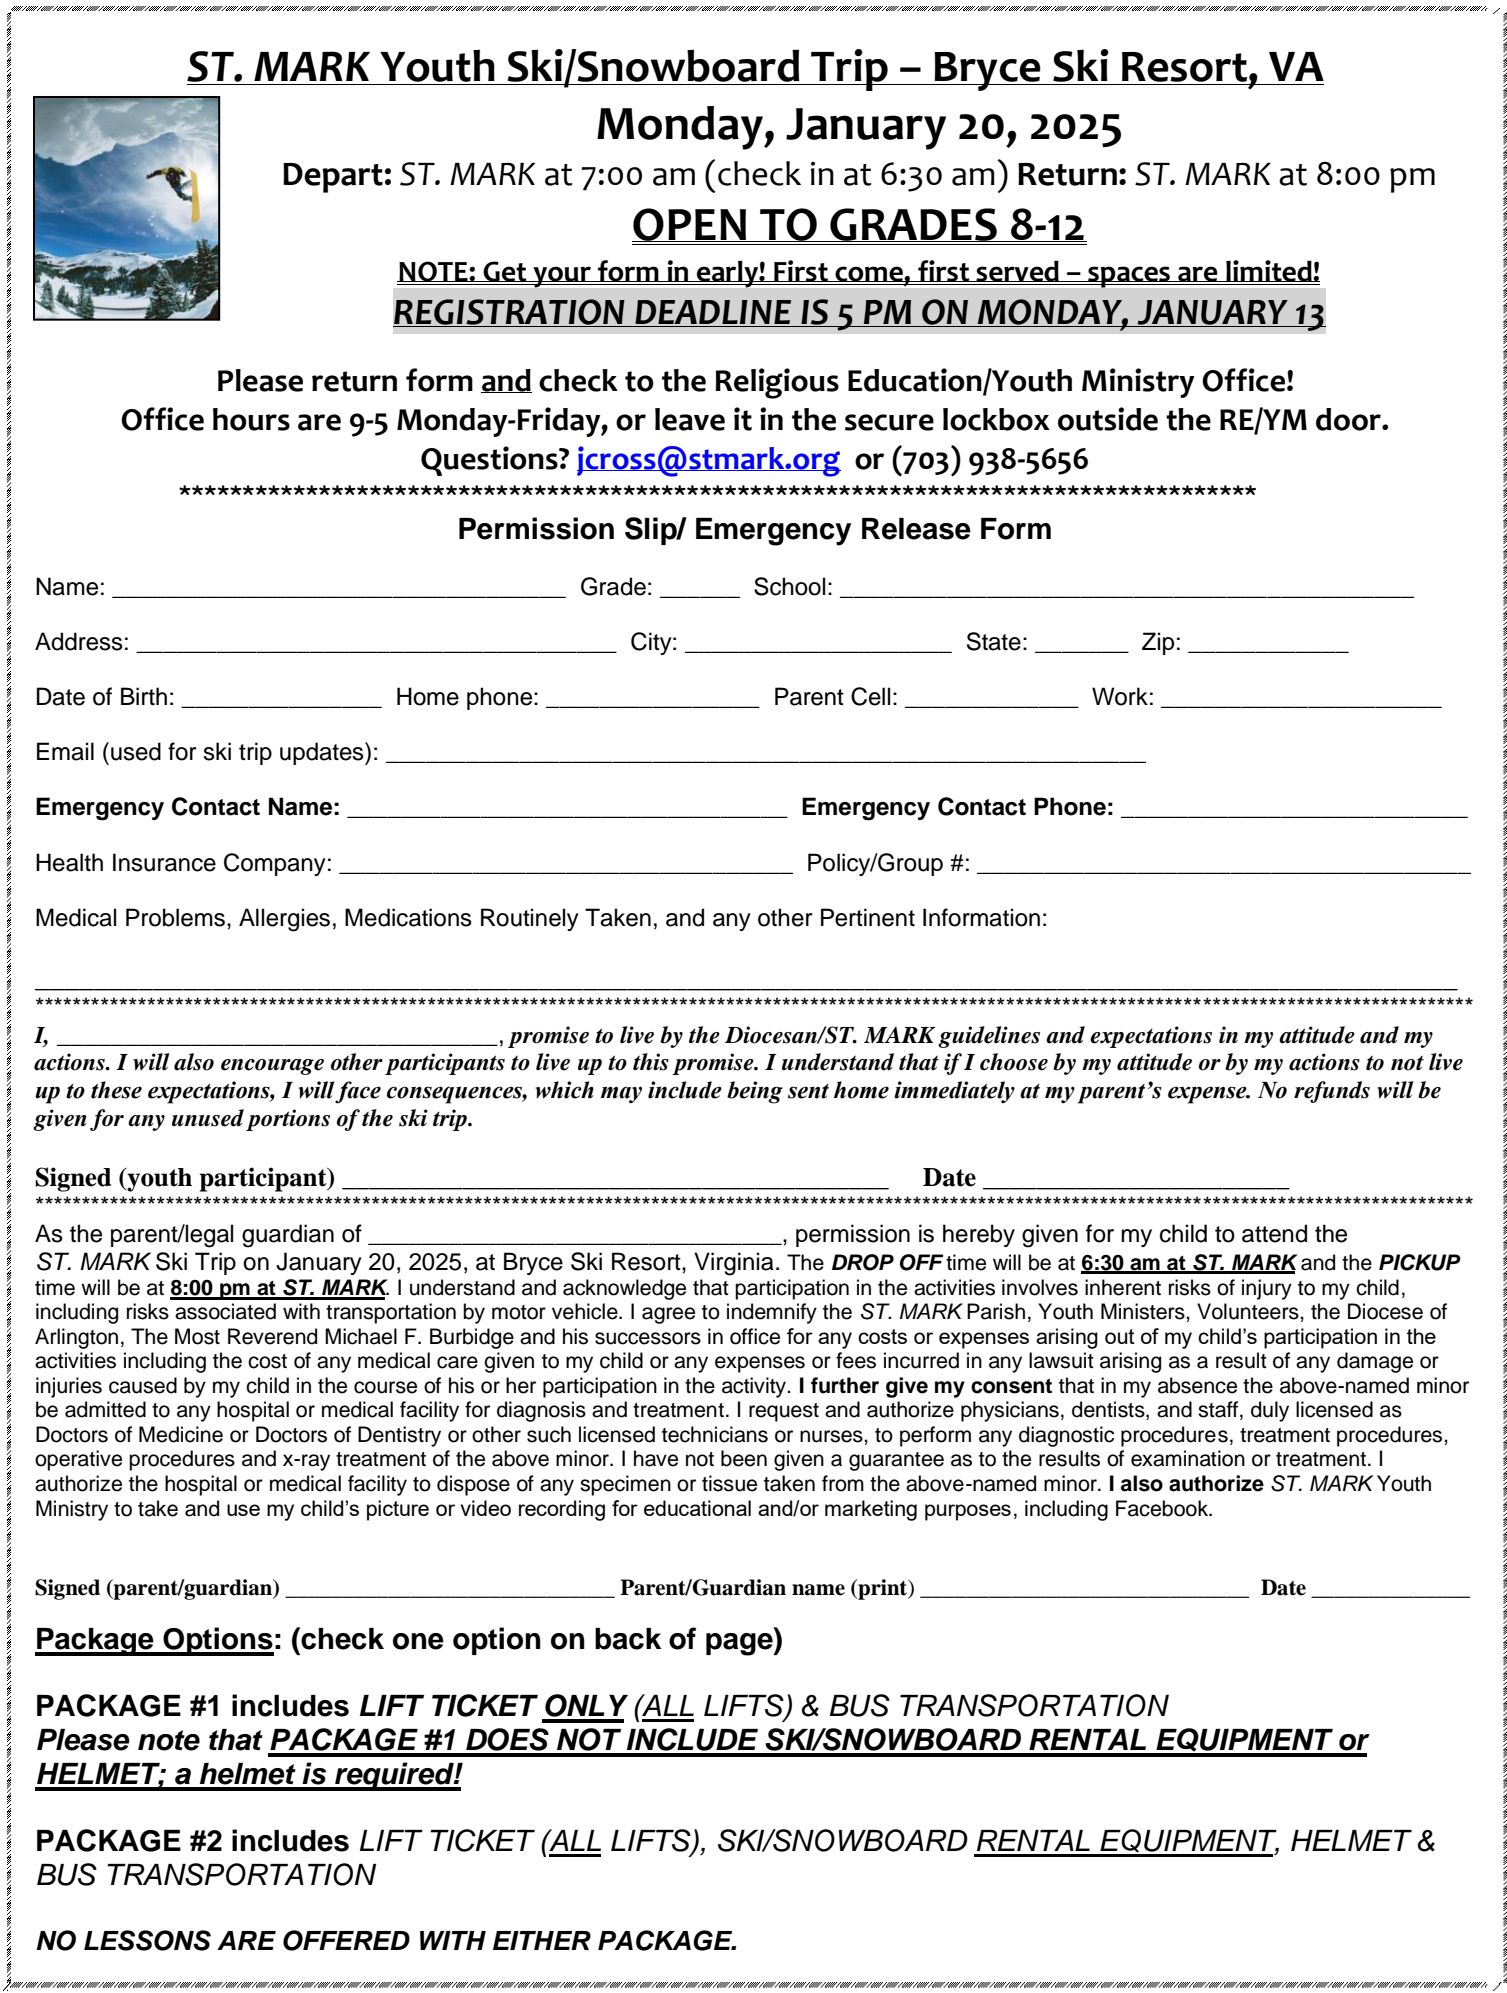 ST. MARK Youth Ski/Snowboard Trip – Bryce Ski Resort, VA
Monday, January 20, 2025
Depart: ST. MARK at 7:00 am (check in at 6:30 am) Return: ST. MARK at 8:00 pm
OPEN TO GRADES 8-12
NOTE: Get your form in early! First come, first served – spaces are limited!
REGISTRATION DEADLINE IS 5 PM ON MONDAY, JANUARY 13
Please return form and check to the Religious Education/Youth Ministry Office!
Office hours are 9-5 Monday-Friday, or leave it in the secure lockbox outside the RE/YM door.
Questions? jcross@stmark.org or (703) 938-5656
*************************************************************************************
Permission Slip/ Emergency Release Form
Name: __________________________________ Grade: ______ School: ___________________________________________
Address: ____________________________________ City: ____________________ State: _______ Zip: ____________
Date of Birth: _______________ Home phone: ________________ Parent Cell: _____________ Work: _____________________
Email (used for ski trip updates): _________________________________________________________
Emergency Contact Name: _________________________________ Emergency Contact Phone: __________________________
Health Insurance Company: __________________________________ Policy/Group #: _____________________________________
Medical Problems, Allergies, Medications Routinely Taken, and any other Pertinent Information:
___________________________________________________________________________________________________________
************************************************************************************************************************************************************
I, _________________________________, promise to live by the Diocesan/ST. MARK guidelines and expectations in my attitude and my
actions. I will also encourage other participants to live up to this promise. I understand that if I choose by my attitude or by my actions to not live
up to these expectations, I will face consequences, which may include being sent home immediately at my parent’s expense. No refunds will be
given for any unused portions of the ski trip.
Signed (youth participant) _________________________________________ Date _______________________
************************************************************************************************************************************************************
As the parent/legal guardian of _______________________________, permission is hereby given for my child to attend the
ST. MARK Ski Trip on January 20, 2025, at Bryce Ski Resort, Virginia. The DROP OFF time will be at 6:30 am at ST. MARK and the PICKUP
time will be at 8:00 pm at ST. MARK. I understand and acknowledge that participation in the activities involves inherent risks of injury to my child,
including risks associated with transportation by motor vehicle. I agree to indemnify the ST. MARK Parish, Youth Ministers, Volunteers, the Diocese of
Arlington, The Most Reverend Michael F. Burbidge and his successors in office for any costs or expenses arising out of my child’s participation in the
activities including the cost of any medical care given to my child or any expenses or fees incurred in any lawsuit arising as a result of any damage or
injuries caused by my child in the course of his or her participation in the activity. I further give my consent that in my absence the above-named minor
be admitted to any hospital or medical facility for diagnosis and treatment. I request and authorize physicians, dentists, and staff, duly licensed as
Doctors of Medicine or Doctors of Dentistry or other such licensed technicians or nurses, to perform any diagnostic procedures, treatment procedures,
operative procedures and x-ray treatment of the above minor. I have not been given a guarantee as to the results of examination or treatment. I
authorize the hospital or medical facility to dispose of any specimen or tissue taken from the above-named minor. I also authorize ST. MARK Youth
Ministry to take and use my child’s picture or video recording for educational and/or marketing purposes, including Facebook.
Signed (parent/guardian) _____________________________ Parent/Guardian name (print) _____________________________ Date ______________
Package Options: (check one option on back of page)
PACKAGE #1 includes LIFT TICKET ONLY (ALL LIFTS) & BUS TRANSPORTATION
Please note that PACKAGE #1 DOES NOT INCLUDE SKI/SNOWBOARD RENTAL EQUIPMENT or
HELMET; a helmet is required!
PACKAGE #2 includes LIFT TICKET (ALL LIFTS), SKI/SNOWBOARD RENTAL EQUIPMENT, HELMET &
BUS TRANSPORTATION
NO LESSONS ARE OFFERED WITH EITHER PACKAGE.